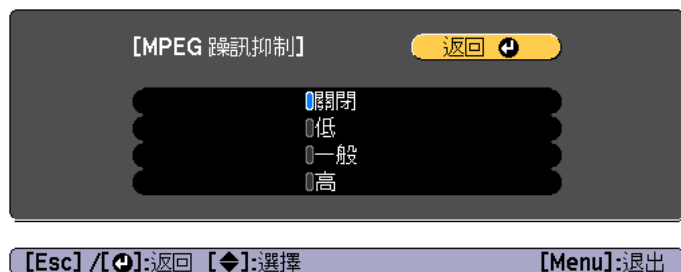 [MPEG 躁訊抑制] 返回
關閉
低
一般
高
[Esc] /[⏎]:返回 [◆]:選擇 [Menu]:退出